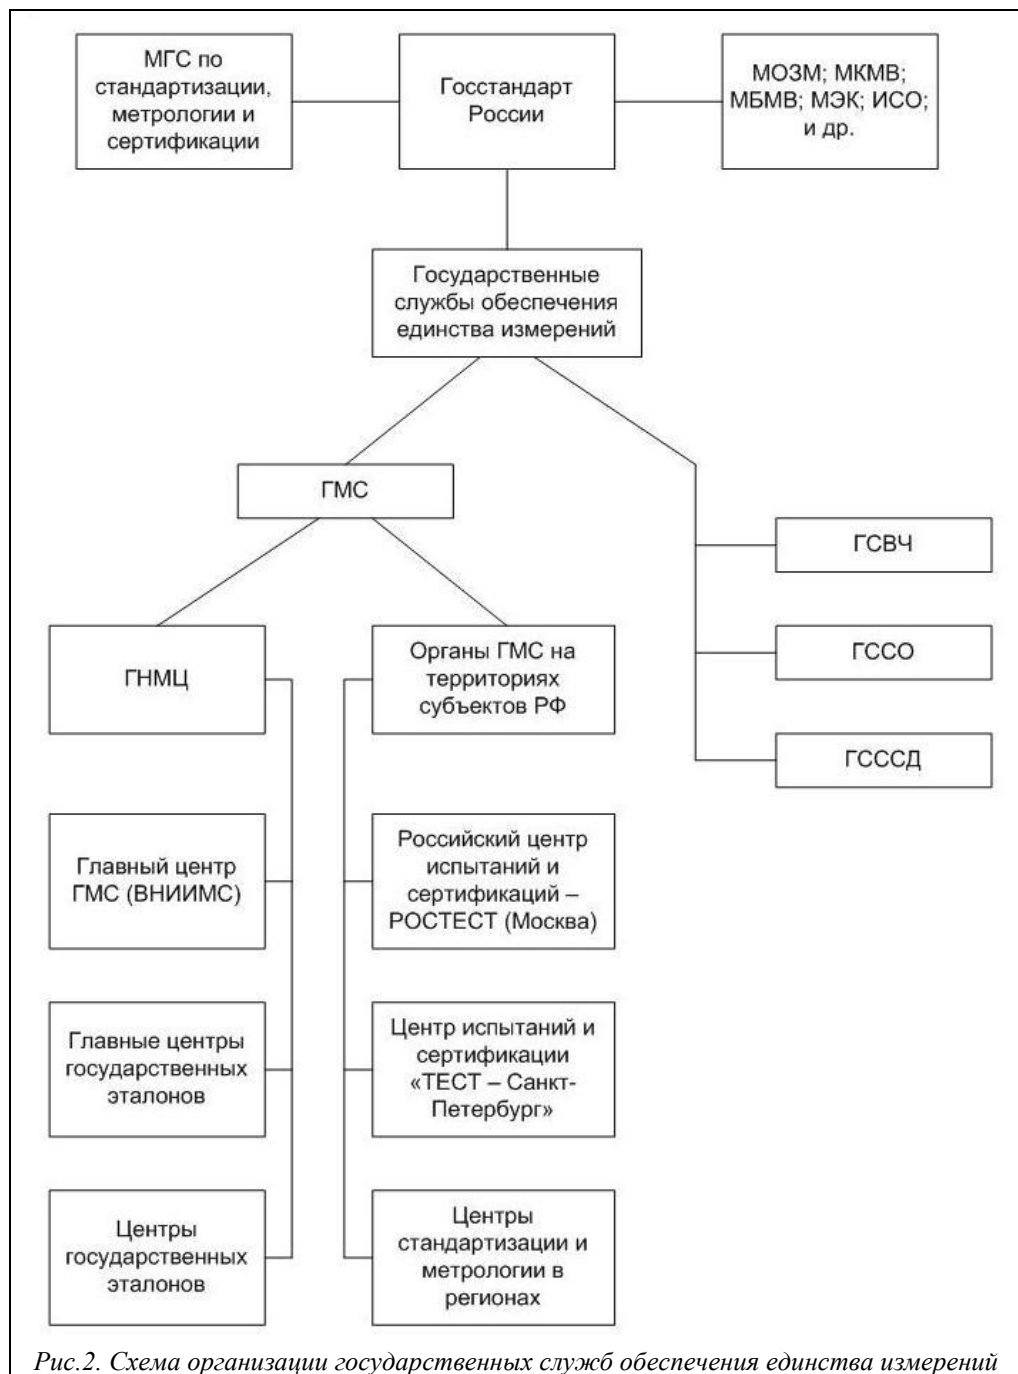 МГС по
стандартизации,
метрологии и
сертификации
Госстандарт
России
МОЗМ; МКМВ;
МБМВ; МЭК; ИСО;
и др.
Государственные
службы обеспечения
единства измерений
ГМС
ГСВЧ
ГССО
ГСССД
ГНМЦ
Органы ГМС на
территориях
субъектов РФ
Главный центр
ГМС (ВНИИМС)
Российский центр
испытаний и
сертификаций –
РОСТЕСТ (Москва)
Главные центры
государственных
эталонов
Центр испытаний и
сертификации
«ТЕСТ – Санкт-
Петербург»
Центры
государственных
эталонов
Центры
стандартизации и
метрологии в
регионах
Рис.2. Схема организации государственных служб обеспечения единства измерений